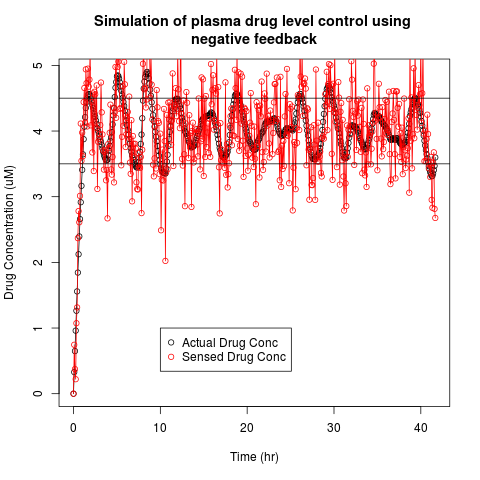 Simulation of plasma drug level control using
negative feedback
Drug Concentration (uM)
5
4
3
2
1
0
Actual Drug Conc
Sensed Drug Conc
0 10 20 30 40
Time (hr)